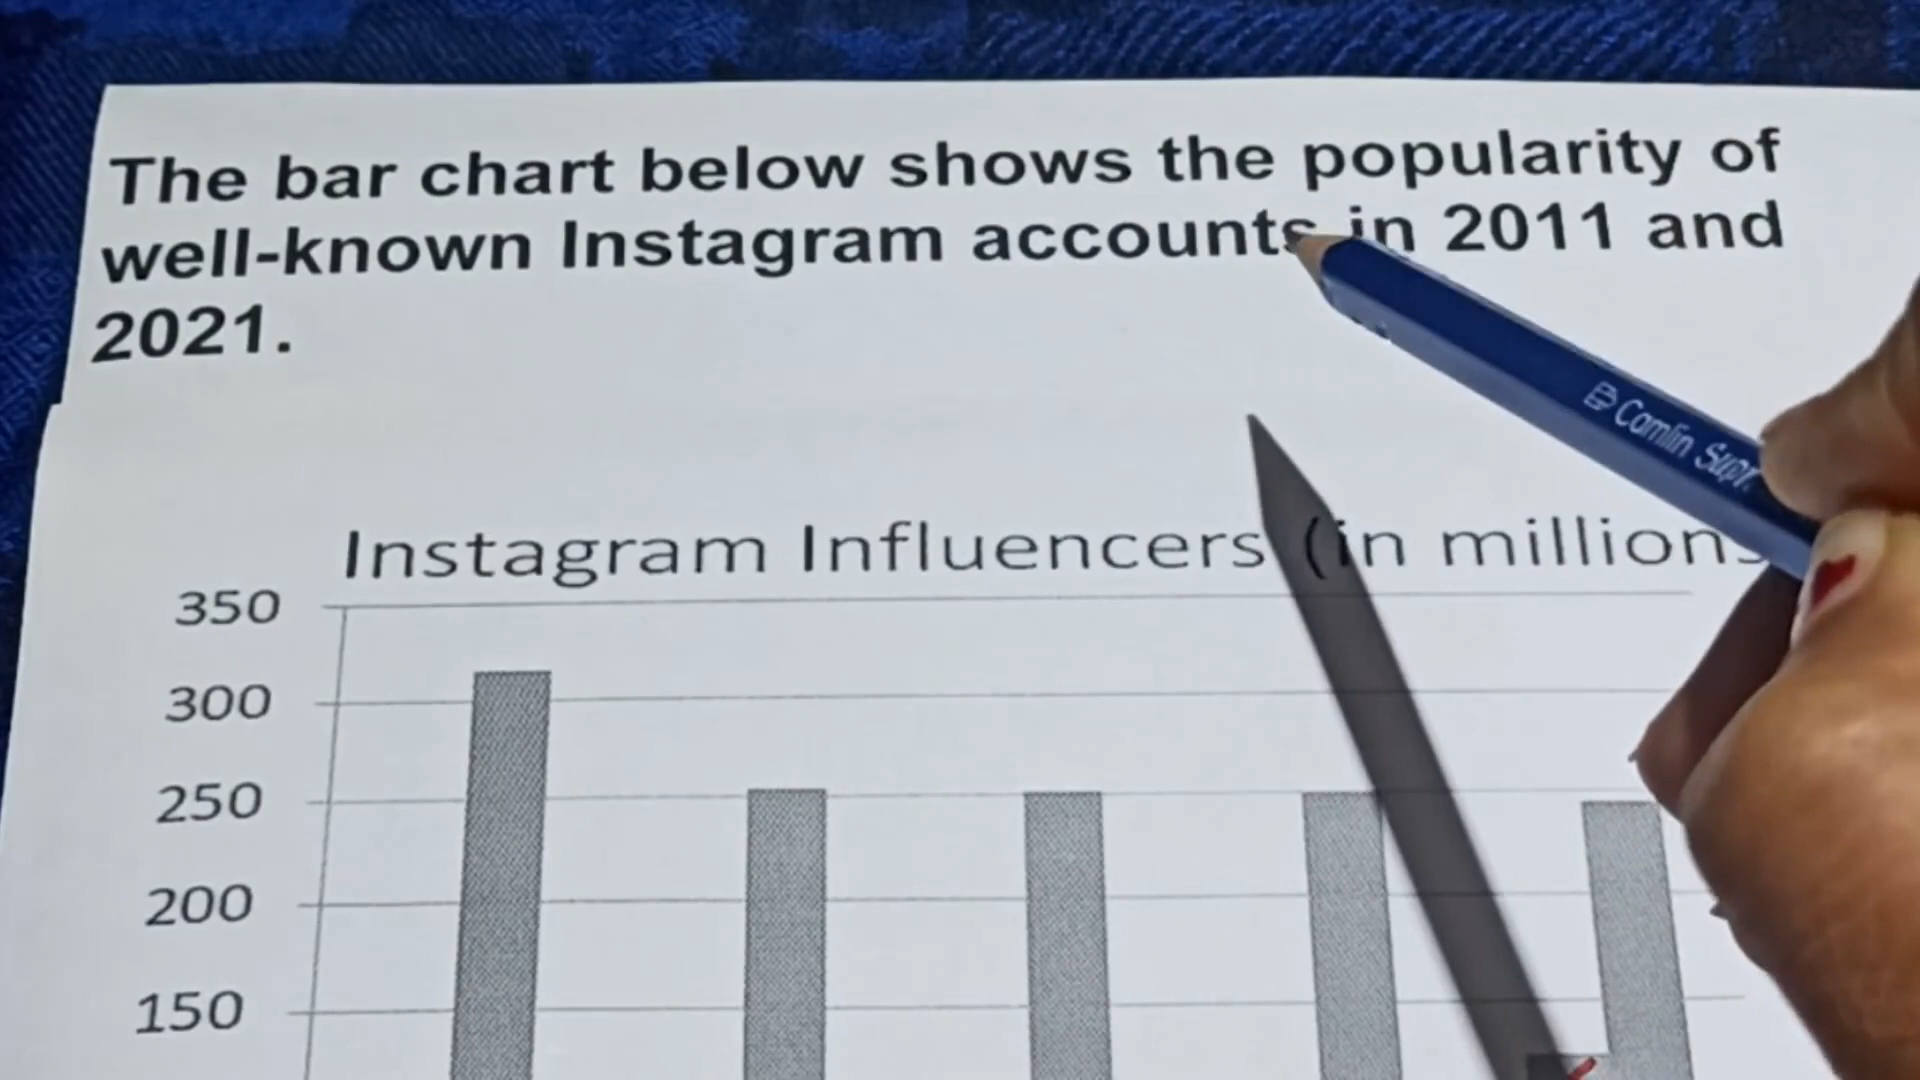 The bar chart below shows the popularity of
well-known Instagram accounts in 2011 and
2021.
Camlin
Instagram Influencers (in millions
350
300
250
200
150